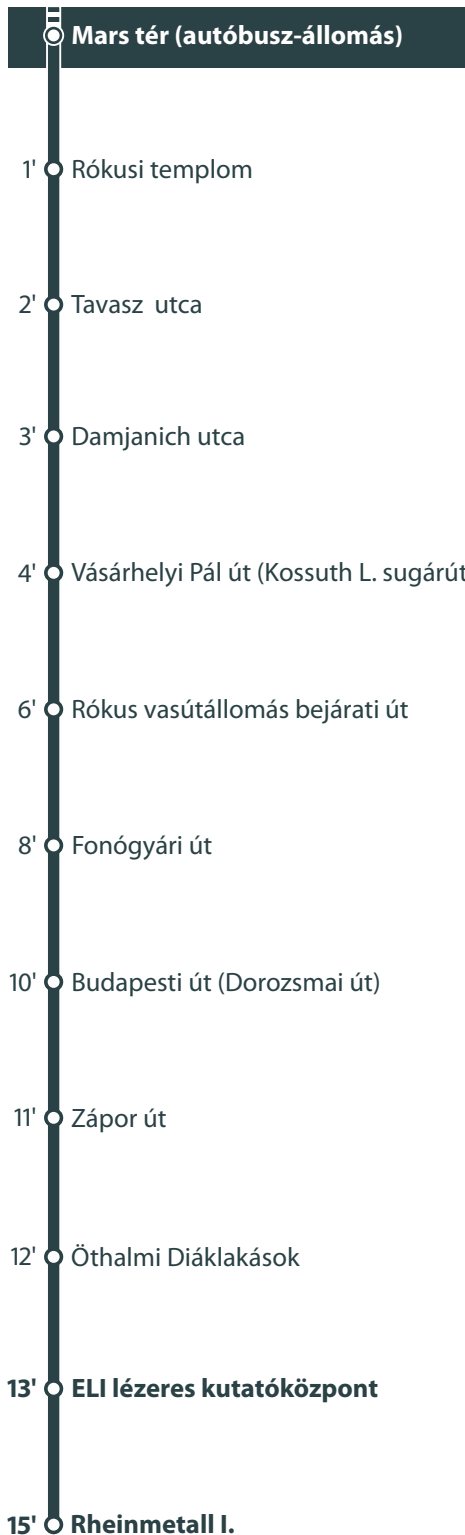 Mars tér (autóbusz-állomás)
1' Rókusi templom
2' Tavasz utca
3' Damjanich utca
4' Vásárhelyi Pál út (Kossuth L. sugárút
6' Rókus vasútállomás bejárati út
8' Fonógyári út
10' Budapesti út (Dorozsmai út)
11' Zápor út
12' Öthalmi Diáklakások
13' ELI lézeres kutatóközpont
15' Rheinmetall I.